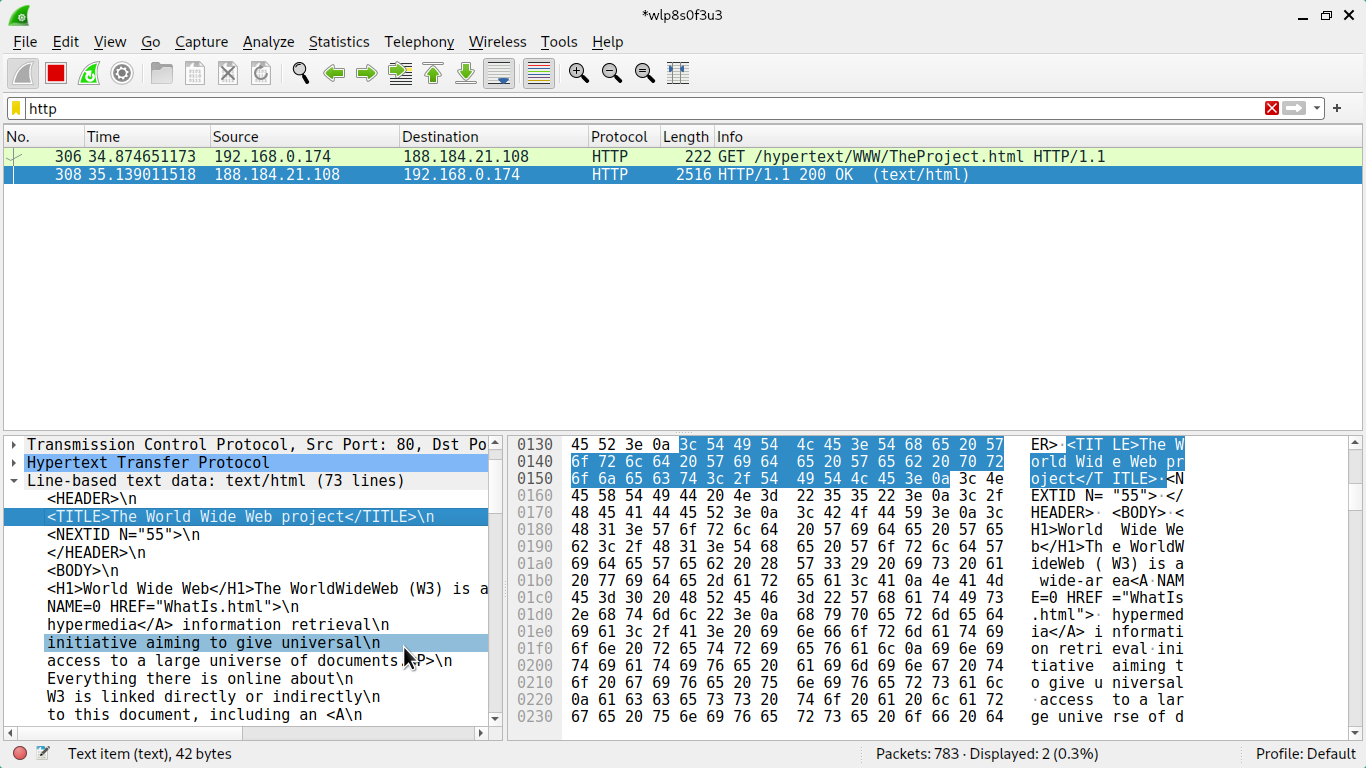 *wlp8s0f3u3
File Edit View Go Capture Analyze Statistics Telephony Wireless Tools Help
http
No. Time Source Destination Protocol Length Info
306 34.874651173 192.168.0.174 188.184.21.108 HTTP 222 GET /hypertext/WWW/TheProject.html HTTP/1.1
308 35.139011518 188.184.21.108 192.168.0.174 HTTP 2516 HTTP/1.1 200 OK (text/html)
Transmission Control Protocol, Src Port: 80, Dst Po
Hypertext Transfer Protocol
Line-based text data: text/html (73 lines)
<HEADER>\n
<TITLE>The World Wide Web project</TITLE>\n
<NEXTID N="55">\n
</HEADER>\n
<BODY>\n
<H1>World Wide Web</H1>The WorldWideWeb (W3) is a
NAME=0 HREF="WhatIs.html">\n
hypermedia</A> information retrieval\n
initiative aiming to give universal\n
access to a large universe of documents. P>\n
Everything there is online about\n
W3 is linked directly or indirectly\n
to this document, including an <A\n
0130 45 52 3e 0a 3c 54 49 54 4c 45 3e 54 68 65 20 57 ER>·<TIT LE>The W
0140 6f 72 6c 64 20 57 69 64 65 20 57 65 62 20 70 72 orld Wid e Web pr
0150 6f 6a 65 63 74 3c 2f 54 49 54 4c 45 3e 0a 3c 4e oject</T ITLE>·<N
0160 45 58 54 49 44 20 4e 3d 22 35 35 22 3e 0a 3c 2f EXTID N= "55">·</
0170 48 45 41 44 45 52 3e 0a 3c 42 4f 44 59 3e 0a 3c HEADER>· <BODY>·<
0180 48 31 3e 57 6f 72 6c 64 20 57 69 64 65 20 57 65 H1>World Wide We
0190 62 3c 2f 48 31 3e 54 68 65 20 57 6f 72 6c 64 57 b</H1>Th e WorldW
01a0 69 64 65 57 65 62 20 28 57 33 29 20 69 73 20 61 ideWeb ( W3) is a
01b0 20 77 69 64 65 2d 61 72 65 61 3c 41 0a 4e 41 4d wide-ar ea<A·NAM
01c0 45 3d 30 20 48 52 45 46 3d 22 57 68 61 74 49 73 E=0 HREF ="WhatIs
01d0 2e 68 74 6d 6c 22 3e 0a 68 79 70 65 72 6d 65 64 .html">· hypermed
01e0 69 61 3c 2f 41 3e 20 69 6e 66 6f 72 6d 61 74 69 ia</A> i nformati
01f0 6f 6e 20 72 65 74 72 69 65 76 61 6c 0a 69 6e 69 on retri eval·ini
0200 74 69 61 74 69 76 65 20 61 69 6d 69 6e 67 20 74 tiative aiming t
0210 6f 20 67 69 76 65 20 75 6e 69 76 65 72 73 61 6c o give u niversal
0220 0a 61 63 63 65 73 73 20 74 6f 20 61 20 6c 61 72 ·access to a lar
0230 67 65 20 75 6e 69 76 65 72 73 65 20 6f 66 20 64 ge unive rse of d
Text item (text), 42 bytes Packets: 783 · Displayed: 2 (0.3%) Profile: Default